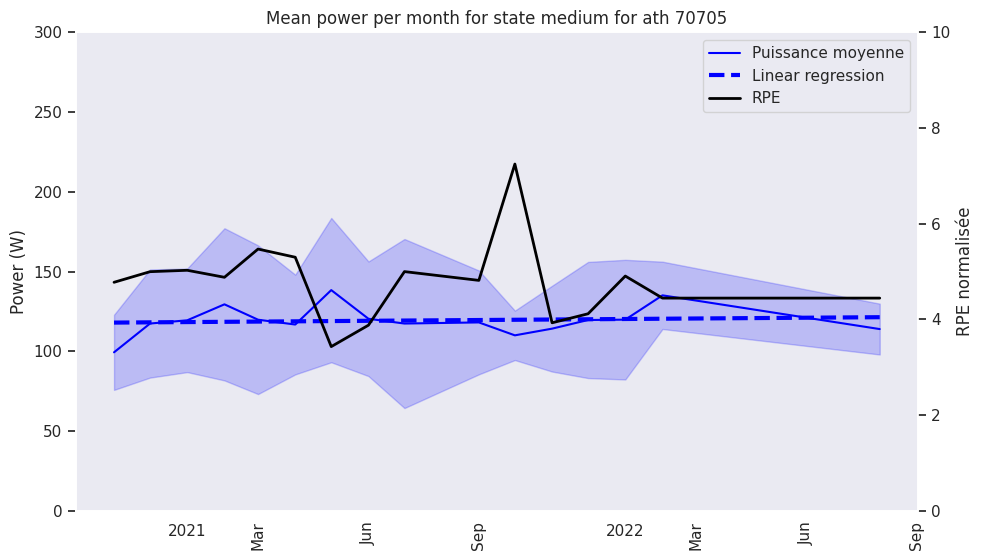 Mean power per month for state medium for ath 70705
Puissance moyenne
Linear regression
RPE
300
250
200
150
100
50
0
Power (W)
10
8
6
4
2
0
RPE normalisée
2021
Mar
Jun
Sep
2022
Mar
Jun
Sep